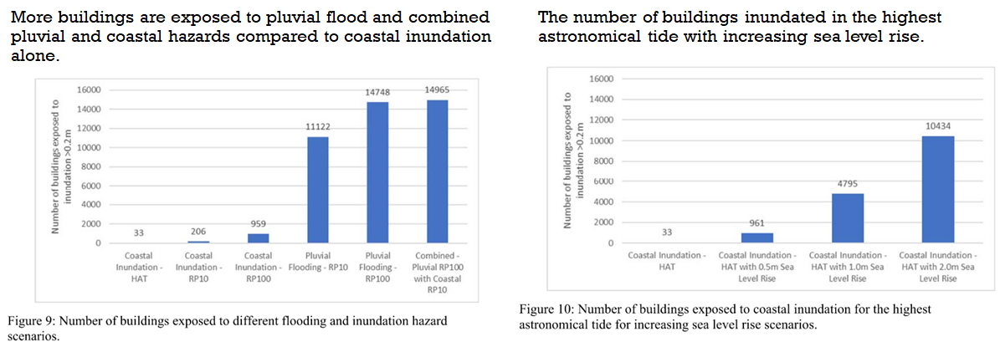 More buildings are exposed to pluvial flood and combined
pluvial and coastal hazards compared to coastal inundation
alone.
Number of buildings exposed to
inundation >0.2m
16000
14000
12000
10000
8000
6000
4000
2000
0
33
206
959
11122
14748
14965
Coastal
Inundation -
HAT
Coastal
Inundation -
RP10
Coastal
Inundation -
RP100
Pluvial
Flooding - RP10
Pluvial
Flooding -
RP100
Combined -
Pluvial RP100
with Coastal
RP10
Figure 9: Number of buildings exposed to different flooding and inundation hazard
scenarios.
The number of buildings inundated in the highest
astronomical tide with increasing sea level rise.
Number of buildings exposed to
inundation >0.2m
16000
14000
12000
10000
8000
6000
4000
2000
0
33
961
4795
10434
Coastal Inundation -
HAT
Coastal Inundation -
HAT with 0.5m Sea
Level Rise
Coastal Inundation -
HAT with 1.0m Sea
Level Rise
Coastal Inundation -
HAT with 2.0m Sea
Level Rise
Figure 10: Number of buildings exposed to coastal inundation for the highest
astronomical tide for increasing sea level rise scenarios.